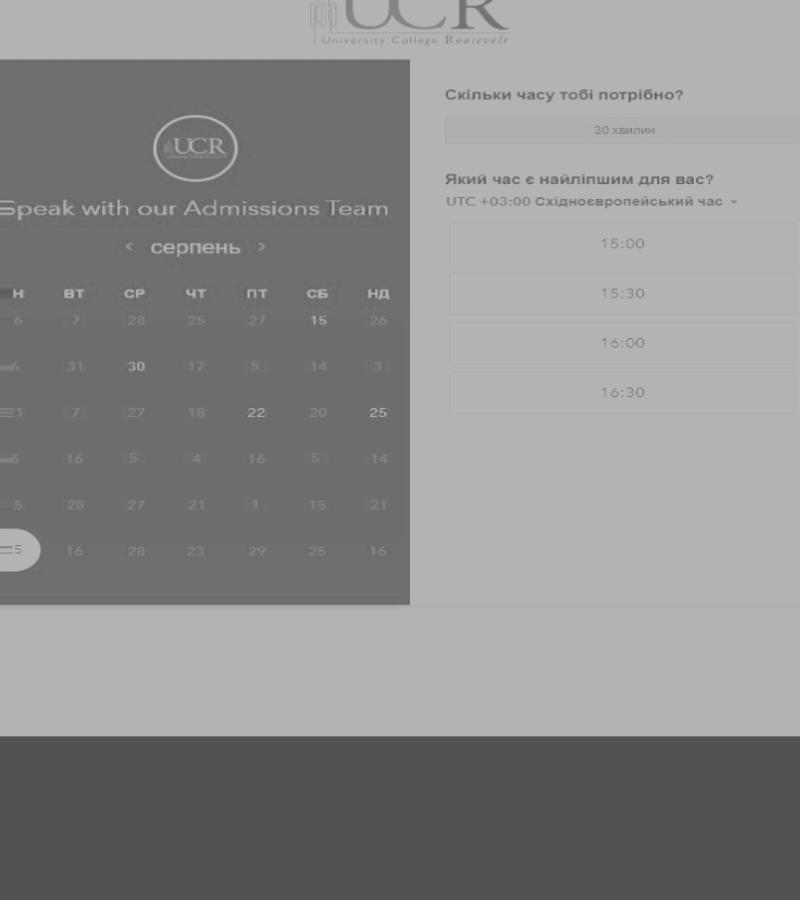 UCR
University College Roosevelt
UCR
Speak with our Admissions Team
‹ серпень ›
Н ВТ СР ЧТ ПТ СБ НД
6 7 28 25 27 15 26
6 31 30 17 5 14 3
1 7 27 18 22 20 25
6 16 5 4 16 5 14
5 28 27 21 1 15 21
5 16 28 23 29 25 16
Скільки часу тобі потрібно?
30 хвилин
Який час є найліпшим для вас?
UTC +03:00 Східноєвропейський час
15:00
15:30
16:00
16:30